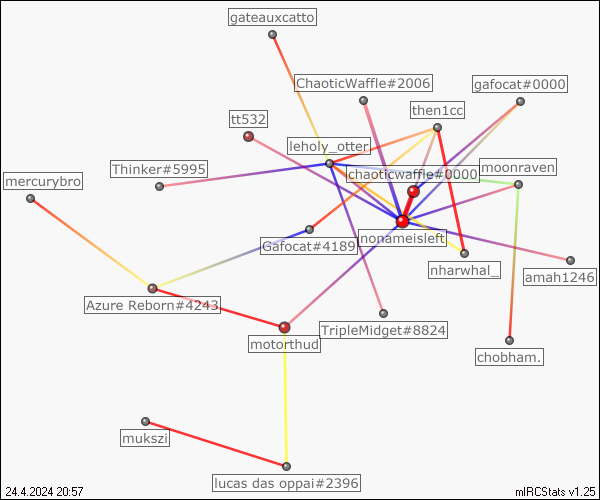 gateauxcatto
ChaoticWaffle#2006
gafocat#0000
then1cc
tt532
leholy_otter
Thinker#5995
chaoticwaffle#0000
moonraven
mercurybro
nonameisleft
Gafocat#4189
nharwhal_
amah1246
Azure Reborn#4243
TripleMidget#8824
motorthud
chobham.
mukszi
lucas das oppai#2396
24.4.2024 20:57
mIRCStats v1.25